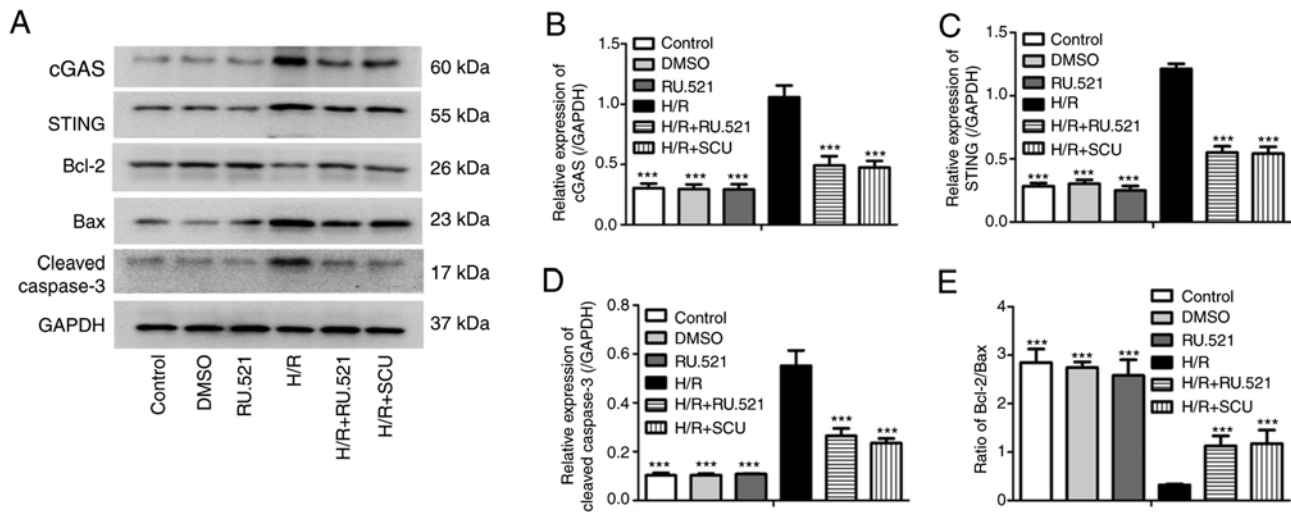 A
cGAS
60 kDa
STING
55 kDa
Bcl-2
26 kDa
Bax
23 kDa
Cleaved
caspase-3
17 kDa
GAPDH
37 kDa
Control
DMSO
RU.521
H/R
H/R+RU.521
H/R+SCU
B
Relative expression of
cGAS (/GAPDH)
1.5
1.0
0.5
0.0
Control
DMSO
RU.521
H/R
H/R+RU.521
H/R+SCU
*** *** *** *** ***
C
Relative expression of
STING (/GAPDH)
1.5
1.0
0.5
0.0
Control
DMSO
RU.521
H/R
H/R+RU.521
H/R+SCU
*** *** *** *** ***
D
Relative expression of
cleaved caspase-3 (/GAPDH)
0.8
0.6
0.4
0.2
0.0
Control
DMSO
RU.521
H/R
H/R+RU.521
H/R+SCU
*** *** *** *** ***
E
Ratio of Bcl-2/Bax
4
3
2
1
0
Control
DMSO
RU.521
H/R
H/R+RU.521
H/R+SCU
*** *** *** *** ***